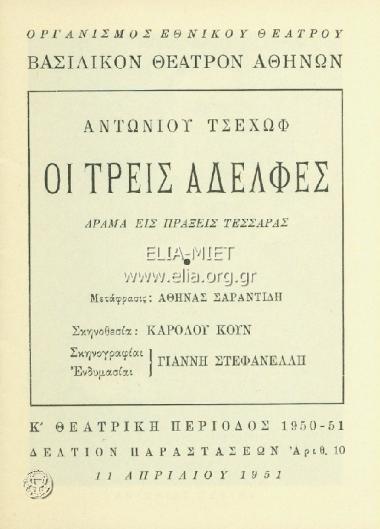 ΟΡΓΑΝΙΣΜΟΣ ΕΘΝΙΚΟΥ ΘΕΑΤΡΟΥ
ΒΑΣΙΛΙΚΟΝ ΘΕΑΤΡΟΝ ΑΘΗΝΩΝ
ΑΝΤΩΝΙΟΥ ΤΣΕΧΩΦ
ΟΙ ΤΡΕΙΣ ΑΔΕΛΦΕΣ
ΔΡΑΜΑ ΕΙΣ ΠΡΑΞΕΙΣ ΤΕΣΣΑΡΑΣ
ELIA-MIET
www.elia.org.gr
Μετάφρασις: ΑΘΗΝΑΣ ΣΑΡΑΝΤΙΔΗ
Σκηνοθεσία: ΚΑΡΟΛΟΥ ΚΟΥΝ
Σκηνογραφίαι
Ἐνδυμασίαι
ΓΙΑΝΝΗ ΣΤΕΦΑΝΕΛΛΗ
Κ' ΘΕΑΤΡΙΚΗ ΠΕΡΙΟΔΟΣ 1950-51
ΔΕΛΤΙΟΝ ΠΑΡΑΣΤΑΣΕΩΝ Ἀριθ. 10
11 ΑΠΡΙΛΙΟΥ 1951